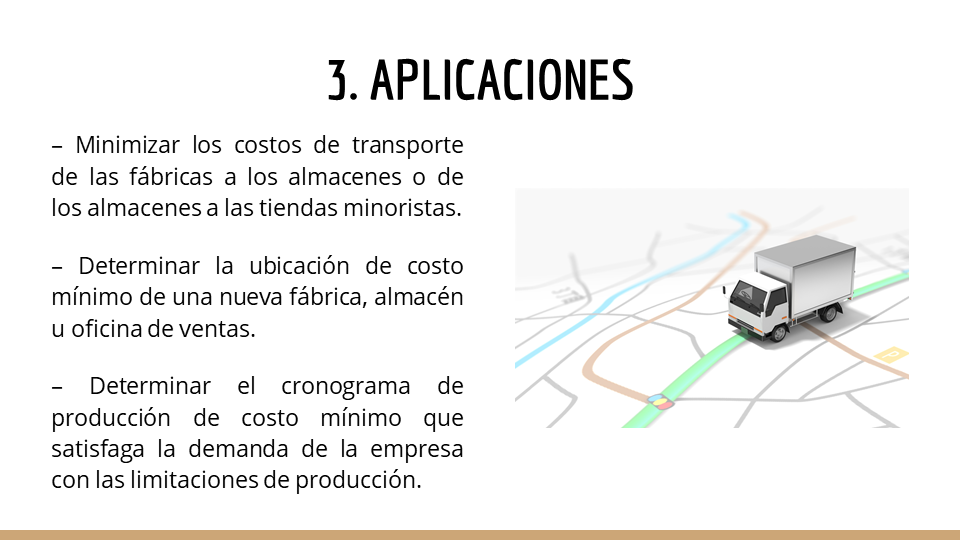 3. APLICACIONES
– Minimizar los costos de transporte
de las fábricas a los almacenes o de
los almacenes a las tiendas minoristas.
– Determinar la ubicación de costo
mínimo de una nueva fábrica, almacén
u oficina de ventas.
– Determinar el cronograma de
producción de costo mínimo que
satisfaga la demanda de la empresa
con las limitaciones de producción.
P